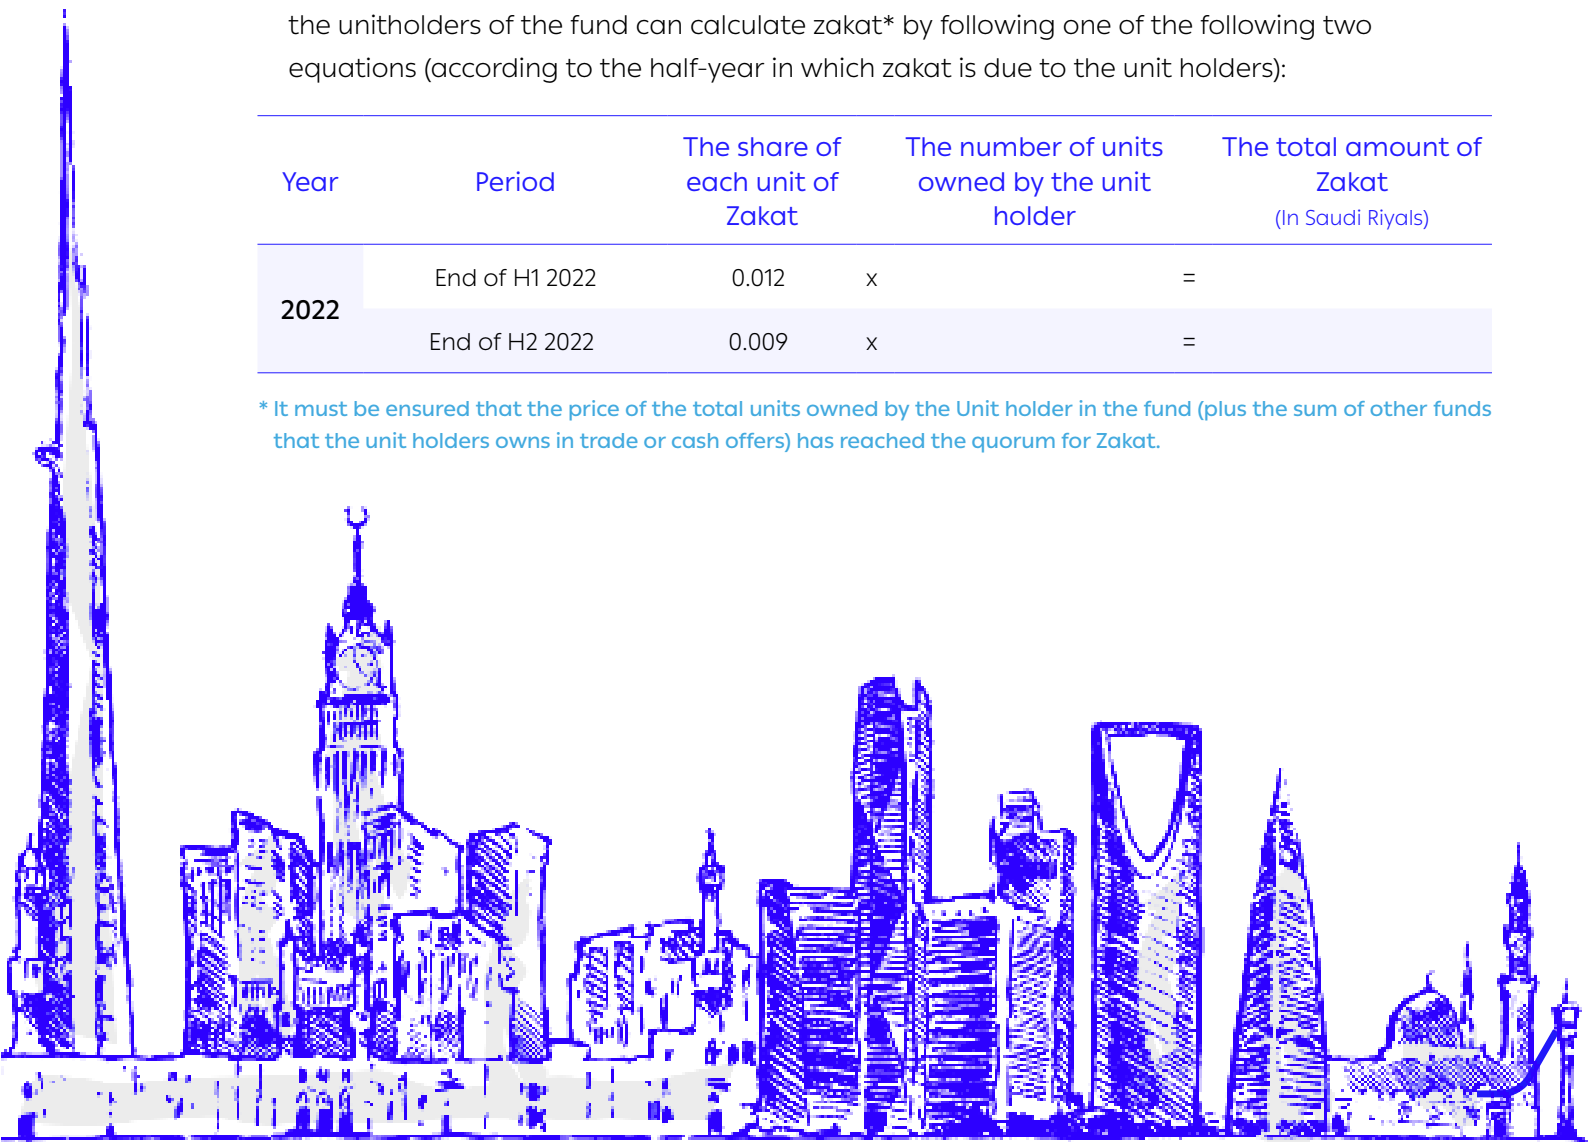 the unitholders of the fund can calculate zakat* by following one of the following two
equations (according to the half-year in which zakat is due to the unit holders):
Year Period The share of each unit of Zakat The number of units owned by the unit holder The total amount of Zakat (In Saudi Riyals)
2022
End of H1 2022 0.012 x =
End of H2 2022 0.009 x =
* It must be ensured that the price of the total units owned by the Unit holder in the fund (plus the sum of other funds
that the unit holders owns in trade or cash offers) has reached the quorum for Zakat.